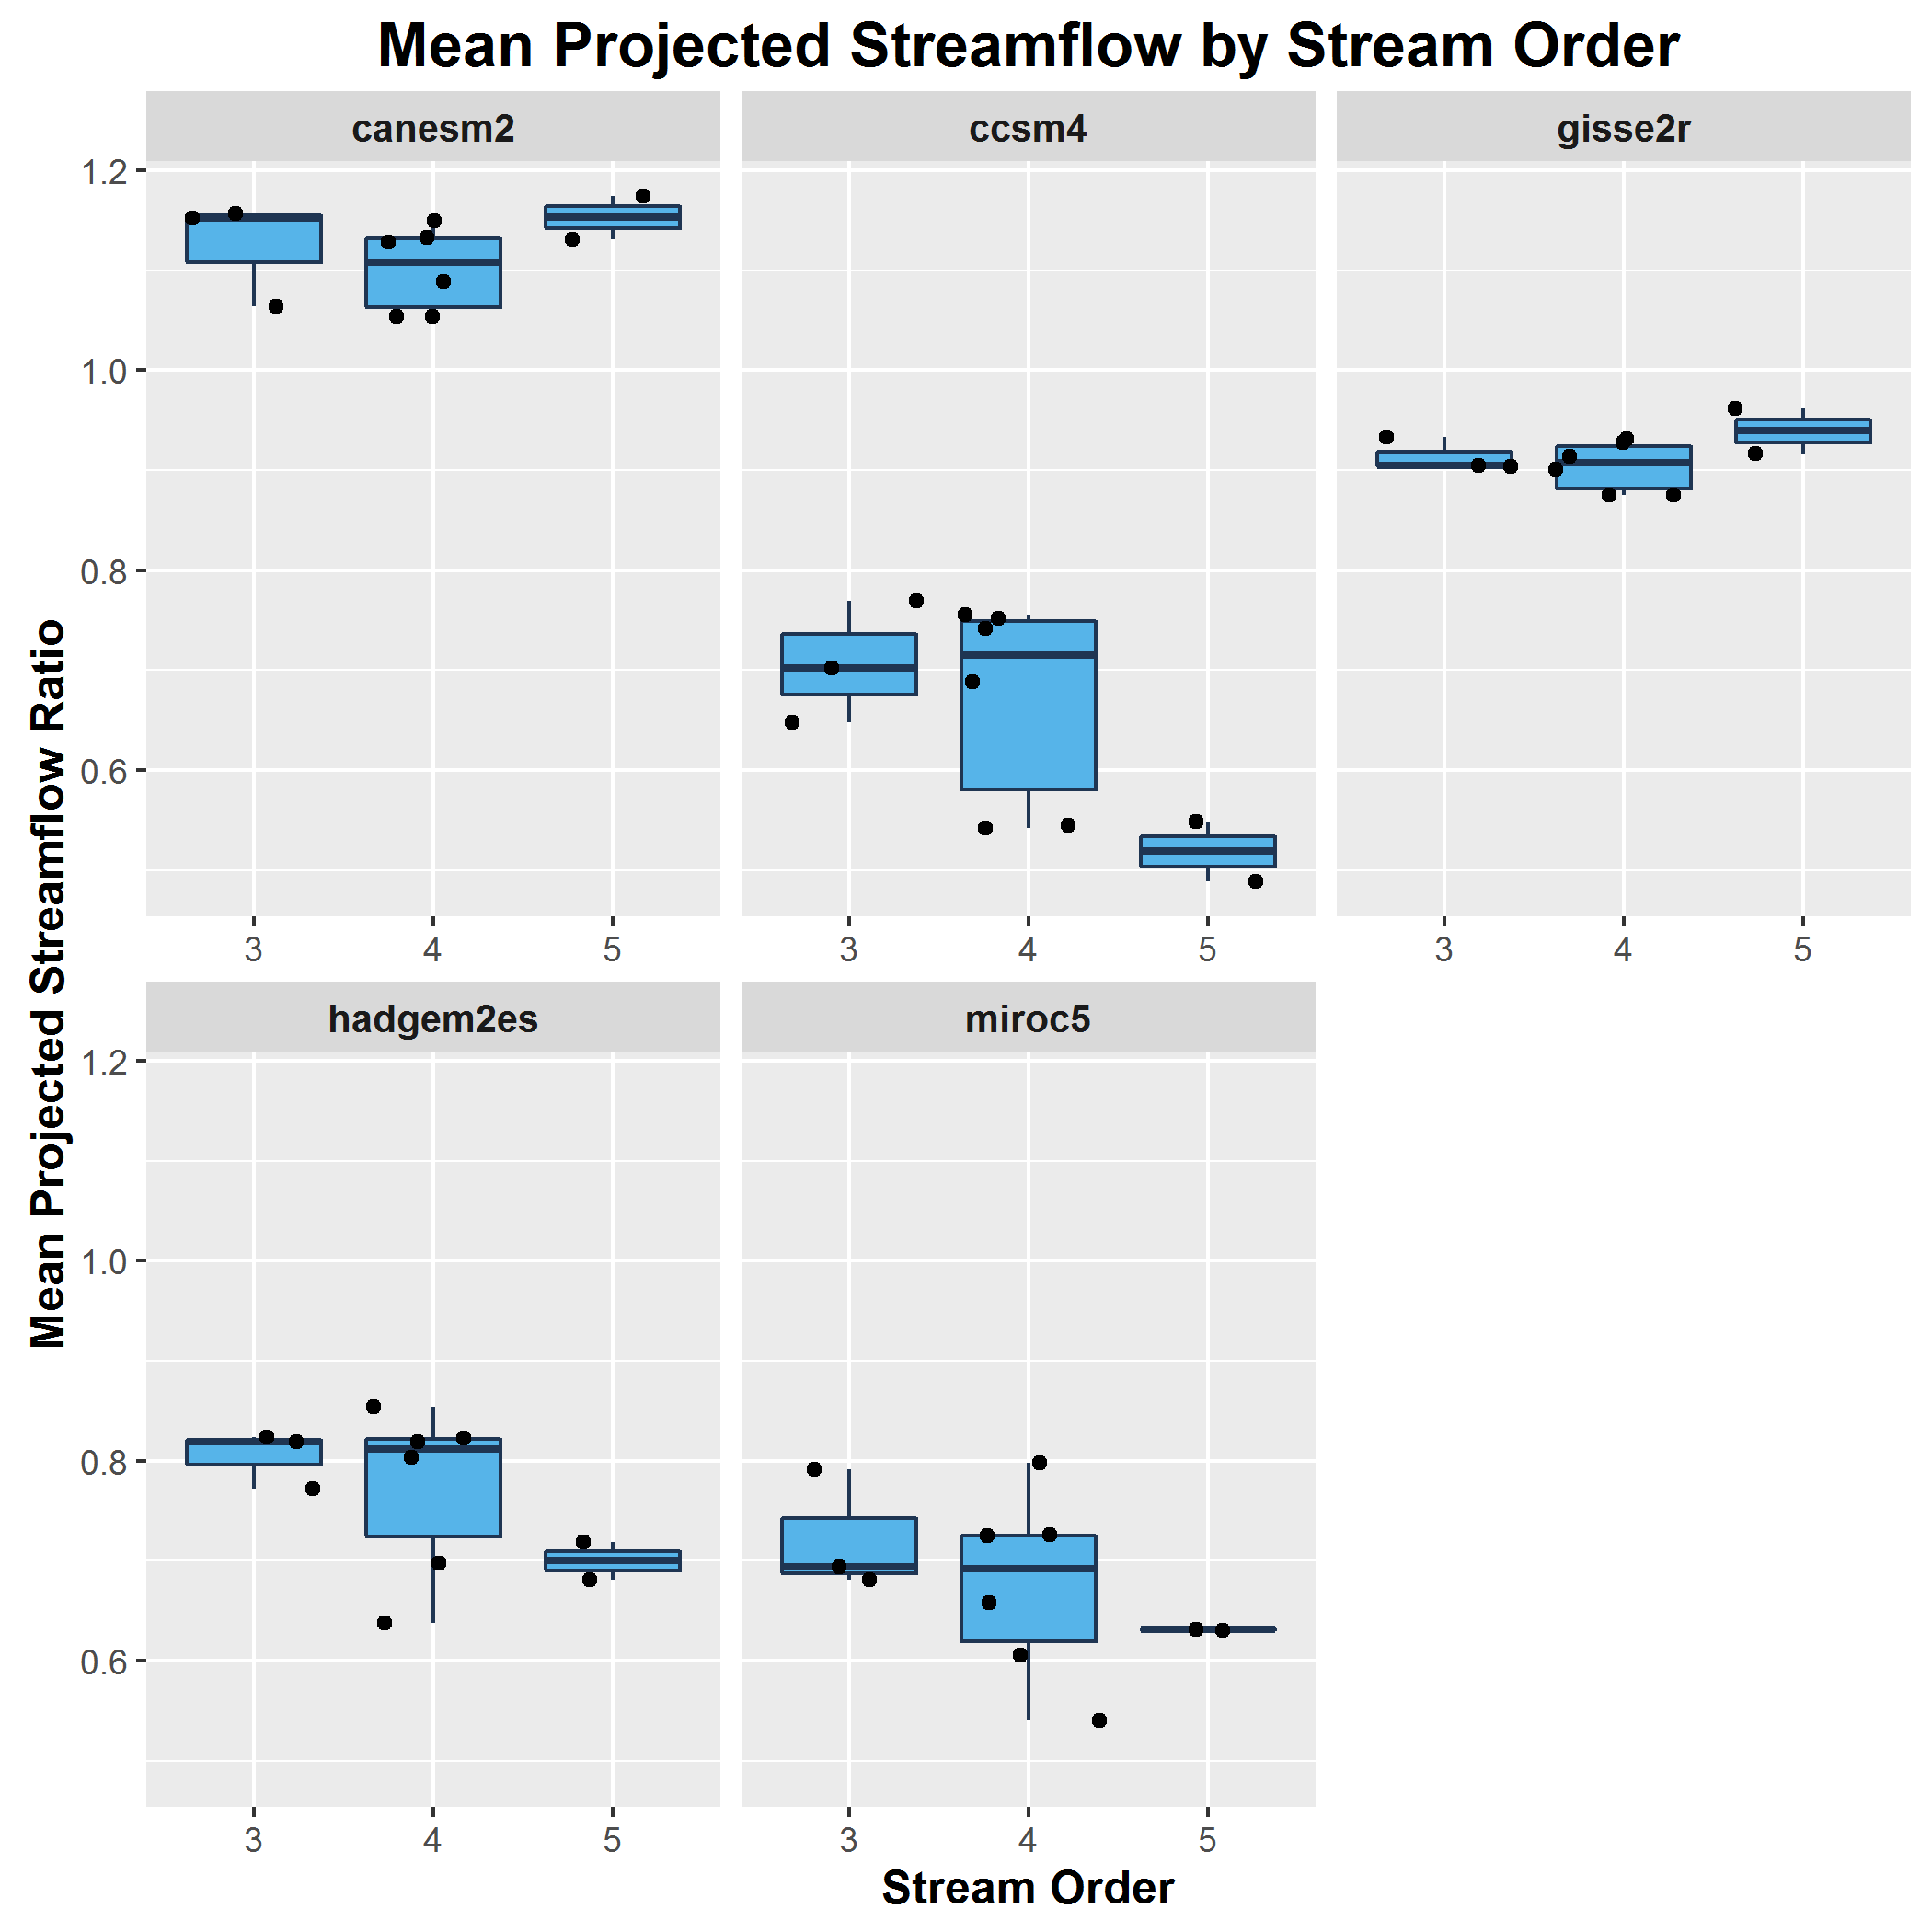 Mean Projected Streamflow by Stream Order
canesm2 ccsm4 gisse2r
1.2
1.0
0.8
0.6
3 4 5 3 4 5 3 4 5
Mean Projected Streamflow Ratio
hadgem2es miroc5
1.2
1.0
0.8
0.6
3 4 5 3 4 5
Stream Order